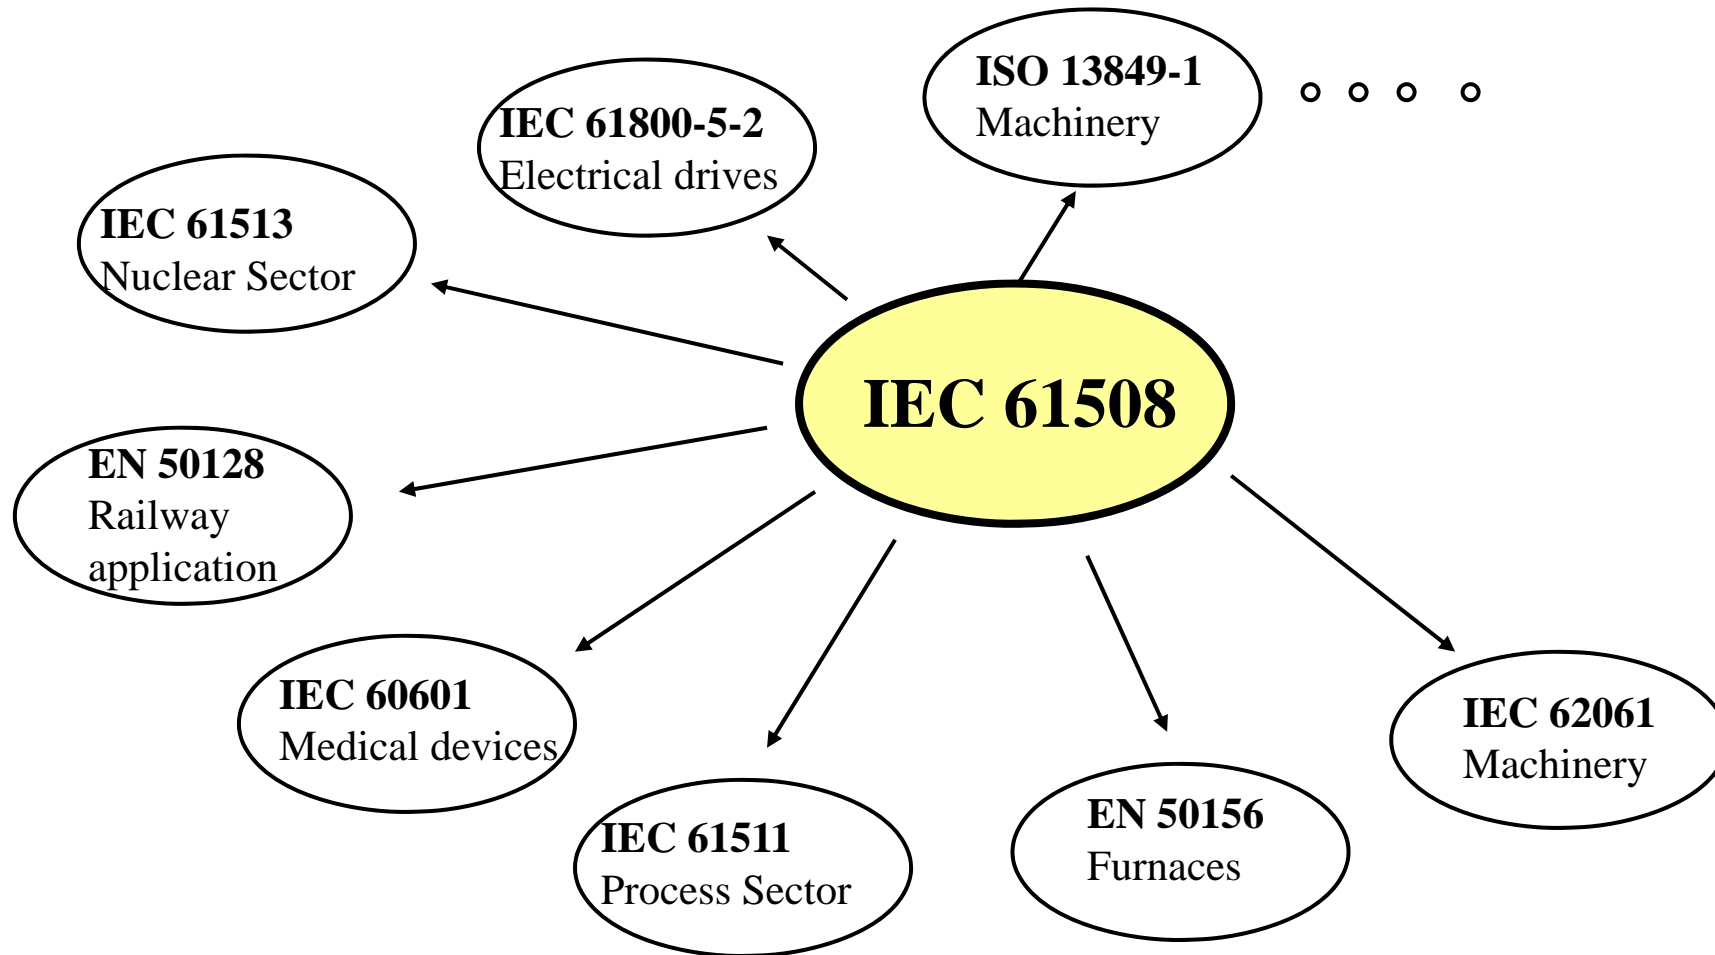 ISO 13849-1
Machinery
IEC 61800-5-2
Electrical drives
IEC 61513
Nuclear Sector
IEC 61508
EN 50128
Railway
application
IEC 60601
Medical devices
IEC 62061
Machinery
IEC 61511
Process Sector
EN 50156
Furnaces